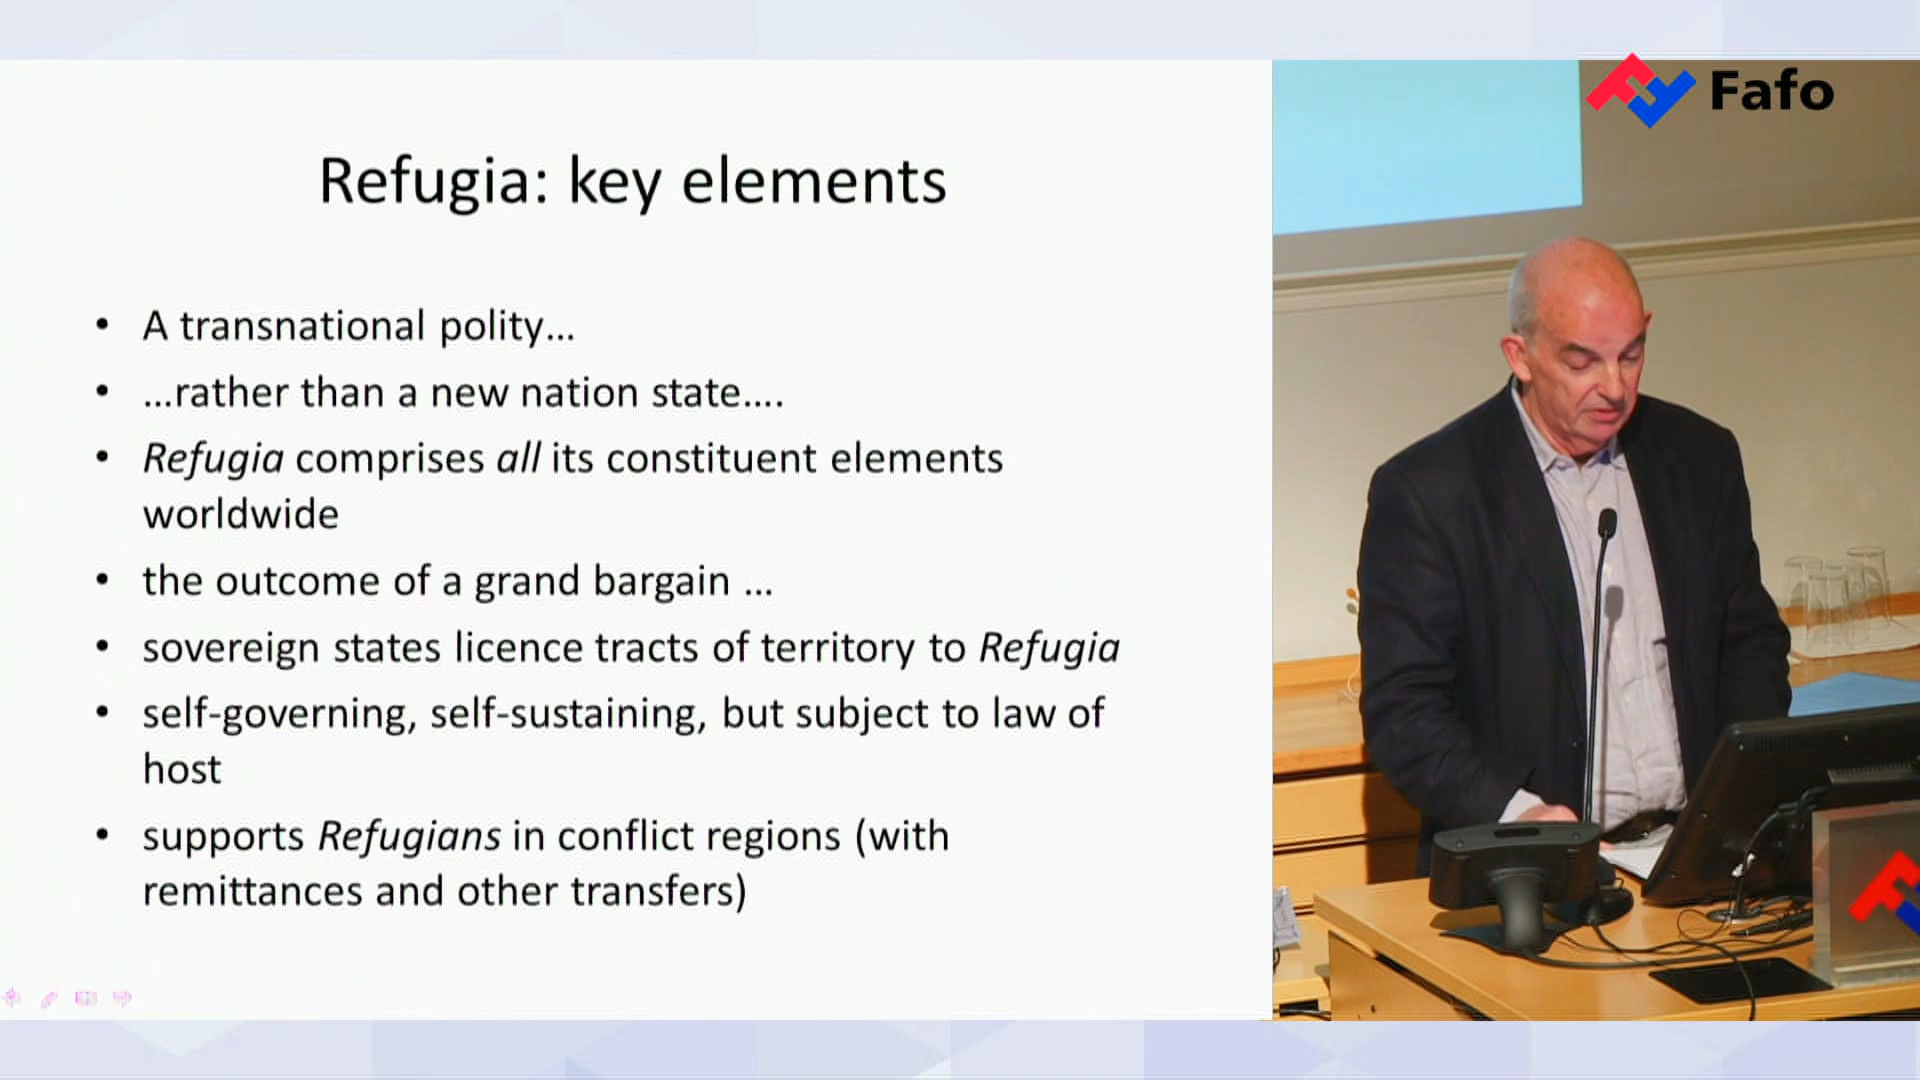 Fafo
Refugia: key elements
• A transnational polity...
• ...rather than a new nation state....
• Refugia comprises all its constituent elements
worldwide
• the outcome of a grand bargain ...
• sovereign states licence tracts of territory to Refugia
• self-governing, self-sustaining, but subject to law of
host
• supports Refugians in conflict regions (with
remittances and other transfers)